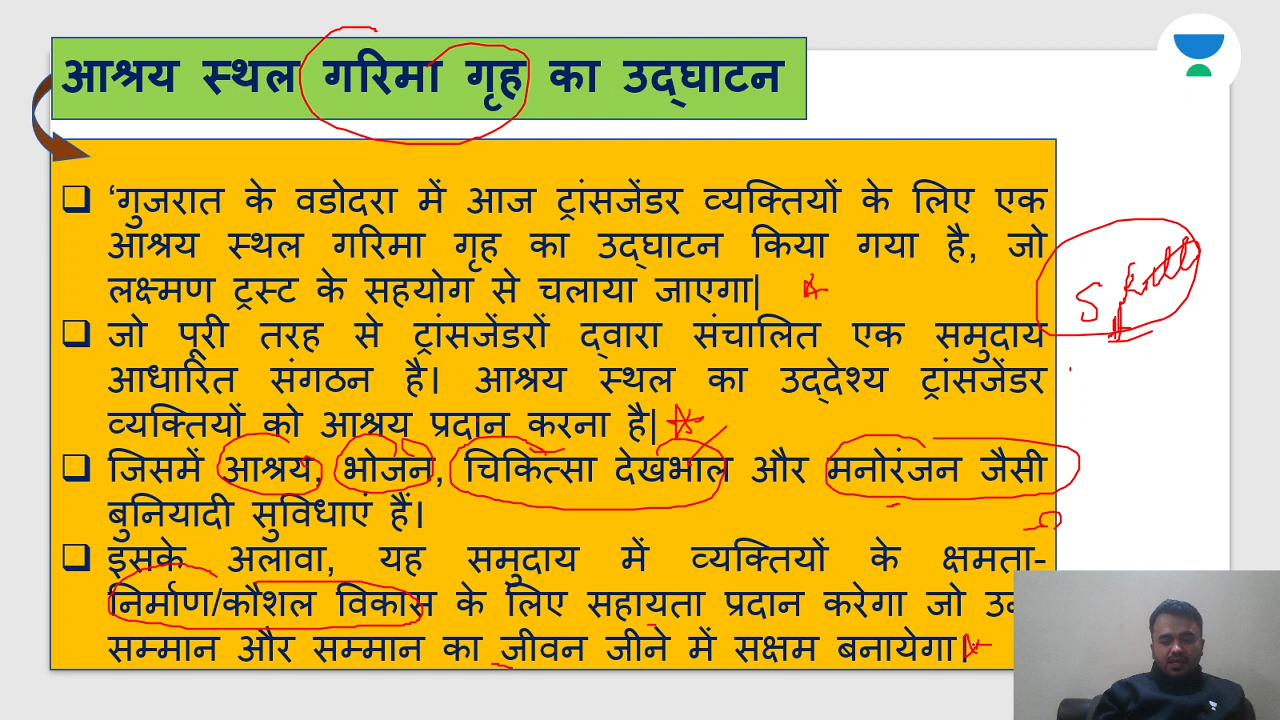 आश्रय स्थल गरिमा गृह का उद्घाटन
❑ ‘गुजरात के वडोदरा में आज ट्रांसजेंडर व्यक्तियों के लिए एक
आश्रय स्थल गरिमा गृह का उद्घाटन किया गया है, जो
लक्ष्मण ट्रस्ट के सहयोग से चलाया जाएगा|
❑ जो पूरी तरह से ट्रांसजेंडरों द्वारा संचालित एक समुदाय
आधारित संगठन है। आश्रय स्थल का उद्देश्य ट्रांसजेंडर
व्यक्तियों को आश्रय प्रदान करना है|
❑ जिसमें आश्रय, भोजन, चिकित्सा देखभाल और मनोरंजन जैसी
बुनियादी सुविधाएं हैं।
❑ इसके अलावा, यह समुदाय में व्यक्तियों के क्षमता-
निर्माण/कौशल विकास के लिए सहायता प्रदान करेगा जो
सम्मान और सम्मान का जीवन जीने में सक्षम बनायेगा।